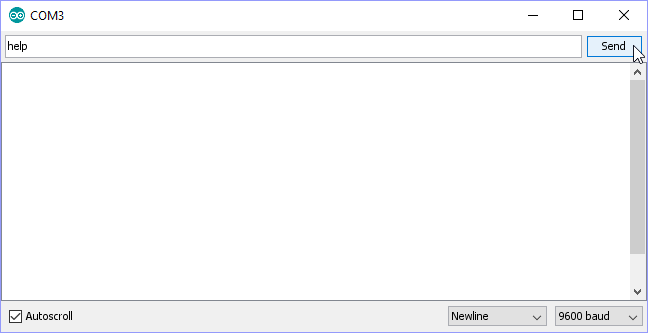 COM3
help
Send
Autoscroll
Newline
9600 baud